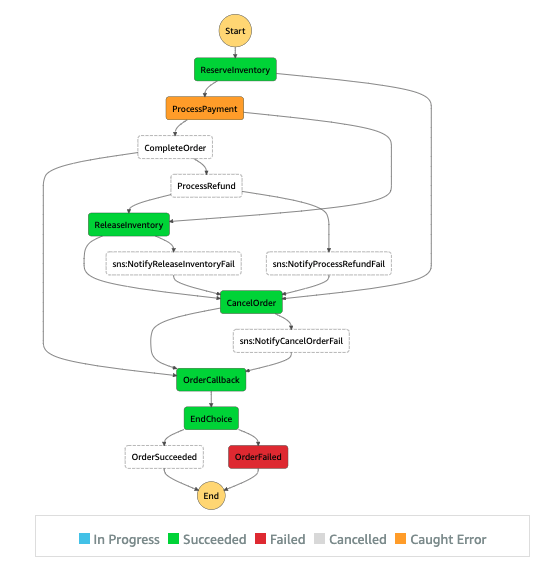 Start
ReserveInventory
ProcessPayment
CompleteOrder
ProcessRefund
ReleaseInventory
sns:NotifyReleaseInventoryFail
sns:NotifyProcessRefundFail
CancelOrder
sns:NotifyCancelOrderFail
OrderCallback
EndChoice
OrderSucceeded
OrderFailed
End
In Progress Succeeded Failed Cancelled Caught Error